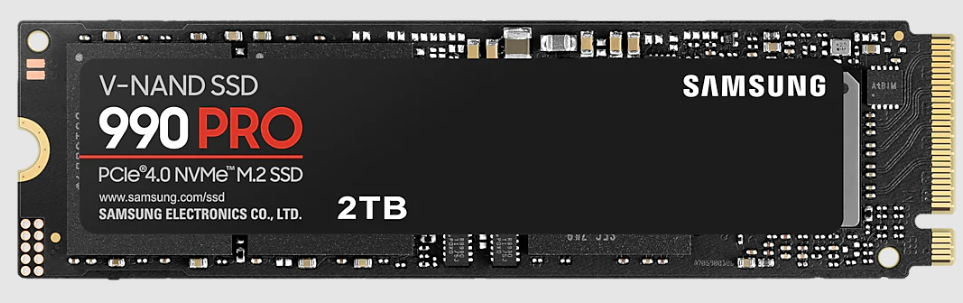 V-NAND SSD
SAMSUNG
990 PRO
PCIe®4.0 NVMe™ M.2 SSD
www.samsung.com/ssd
SAMSUNG ELECTRONICS CO., LTD.
2TB